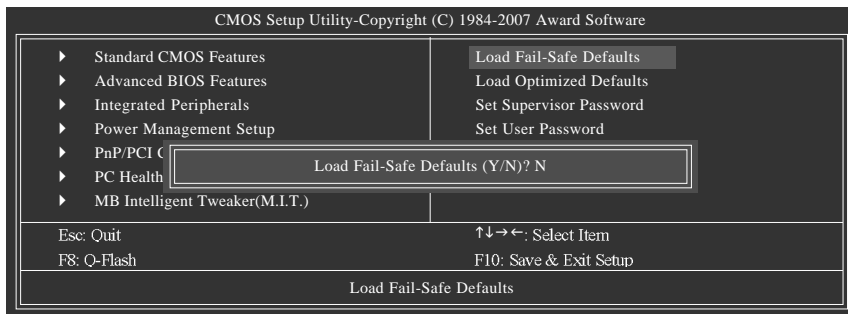 CMOS Setup Utility-Copyright (C) 1984-2007 Award Software
Standard CMOS Features
Advanced BIOS Features
Integrated Peripherals
Power Management Setup
PnP/PCI
PC Health
MB Intelligent Tweaker(M.I.T.)
Load Fail-Safe Defaults
Load Optimized Defaults
Set Supervisor Password
Set User Password
Load Fail-Safe Defaults (Y/N)? N
Esc: Quit
↑↓→←: Select Item
F8: Q-Flash
F10: Save & Exit Setup
Load Fail-Safe Defaults